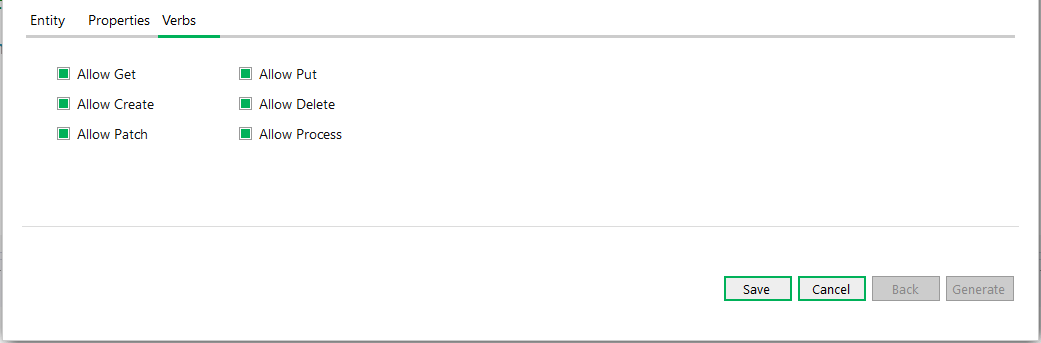 Entity Properties Verbs
Allow Get Allow Put
Allow Create Allow Delete
Allow Patch Allow Process
Save Cancel Back Generate